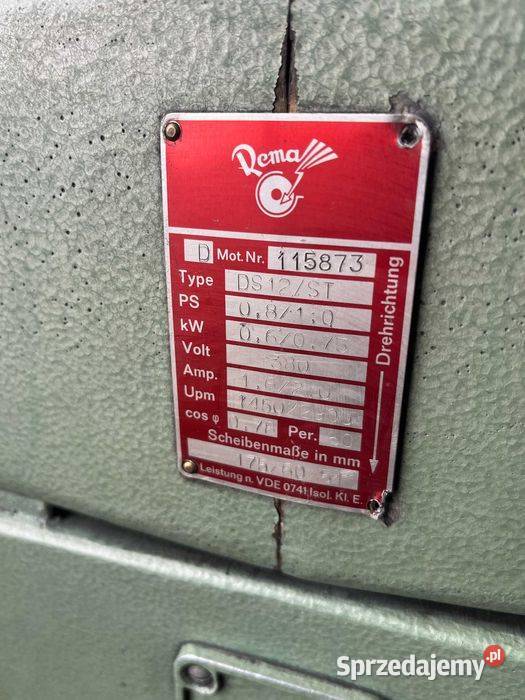 Rema
D Mot. Nr. 115873
Type DS12/ST
PS 0,8/1,0
kW 0,6/0,75
Volt 380
Amp.
Upm
cos φ Per. 50
Scheibenmaße in mm
Leistung n. VDE 0741 Isol. Kl. E.
Drehrichtung
Sprzedajemy.pl